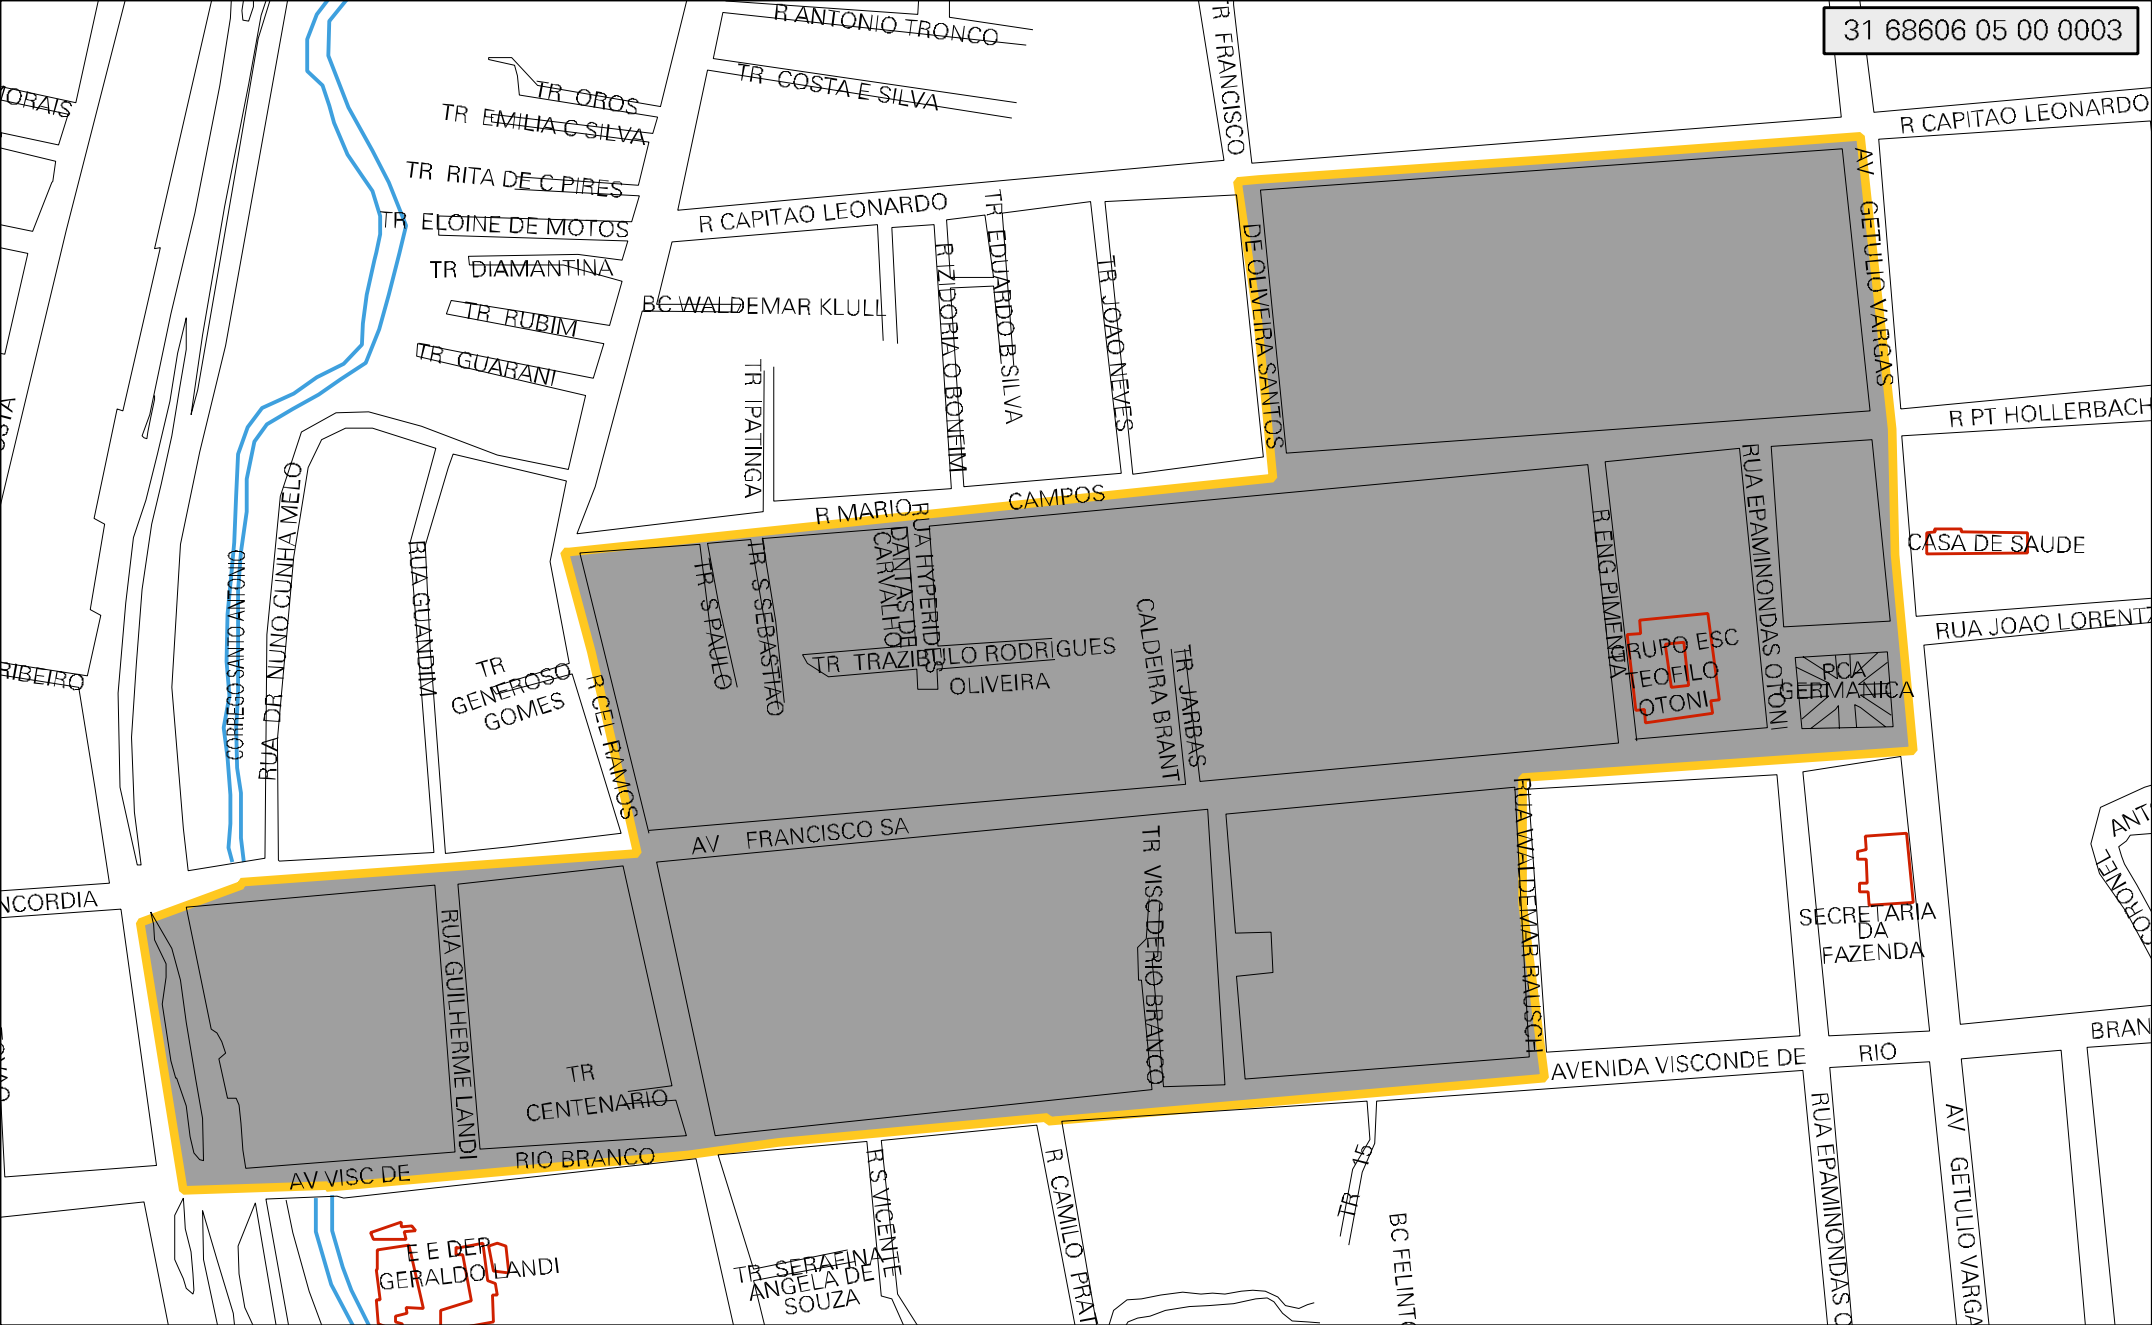 31 68606 05 00 0003
R ANTONIO TRONCO
TR FRANCISCO
TR COSTA E SILVA
TR OROS
TR EMILIA C SILVA
R CAPITAO LEONARDO
TR RITA DE C PIRES
AV GETULIO VARGAS
R CAPITAO LEONARDO
TR ELOINE DE MOTOS
TR DIAMANTINA
TR EDUARDO B SILVA
R IZIDORIA O BONFIM
TR JOAO NEVES
DE OLIVEIRA SANTOS
BC WALDEMAR KLULL
TR RUBIM
TR GUARANI
TR IPATINGA
R PT HOLLERBACH
R MARIO
CAMPOS
RUA HYPERIDES
DANTAS DE
CARVALHO
RUA EPAMINONDAS OTONI
R ENG PIMENTA
CASA DE SAUDE
CORREGO SANTO ANTONIO
RUA DR NUNO CUNHA MELO
RUA GUANDIM
TR
GENEROSO
GOMES
R CEL RAMOS
TR S PAULO
TR S SEBASTIAO
TR TRAZIBULO RODRIGUES
OLIVEIRA
CALDEIRA BRANT
TR JARBAS
GRUPO ESC
TEOFILO
OTONI
PCA
GERMANICA
RUA JOAO LORENTZ
RIBEIRO
AV FRANCISCO SA
TR VISC DERIO BRANCO
RUA WALDEMAR RAUSCH
SECRETARIA
DA
FAZENDA
RUA GUILHERME LANDI
TR
CENTENARIO
AVENIDA VISCONDE DE
RIO
BRAN
AV VISC DE
RIO BRANCO
R S VICENTE
R CAMILO PRAT
TR 15
BC FELINTO
RUA EPAMINONDAS O
AV GETULIO VARGA
E E DEP
GERALDO LANDI
TR SERAFINA
ANGELA DE
SOUZA